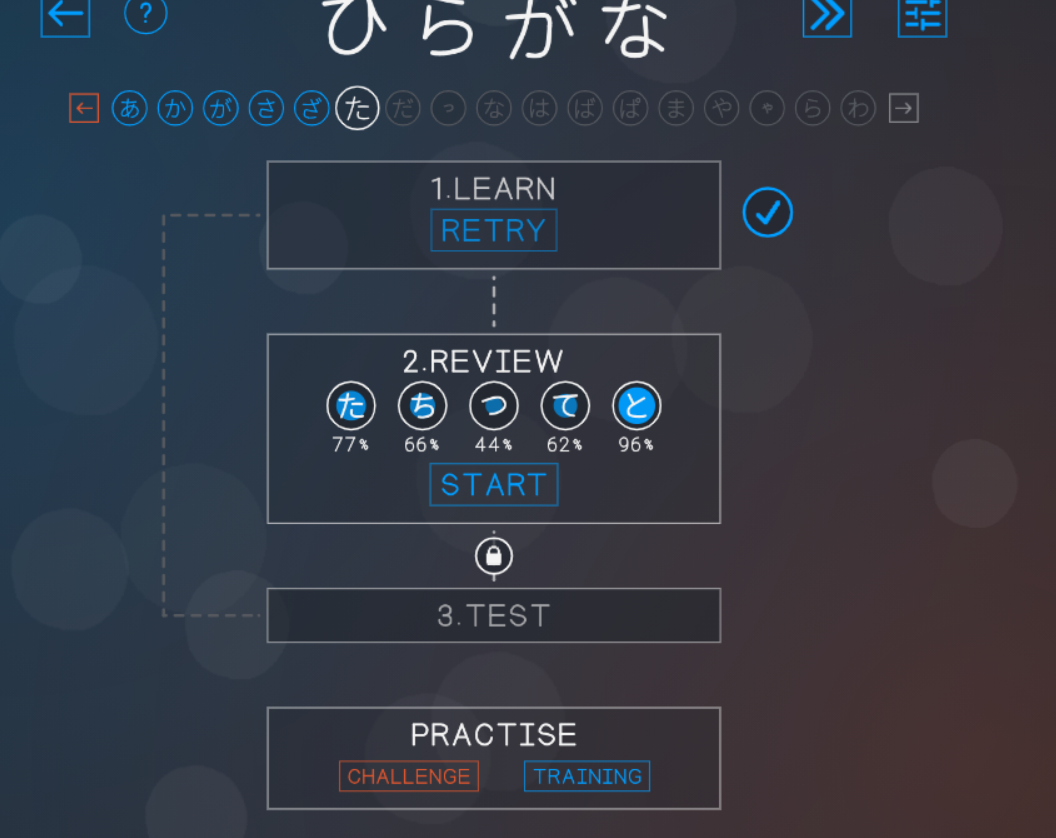 ?
ひらがな
あ か が さ ざ た だ っ な は ば ぱ ま や ゃ ら わ
1.LEARN
RETRY
2.REVIEW
た ち つ て と
77% 66% 44% 62% 96%
START
3.TEST
PRACTISE
CHALLENGE TRAINING